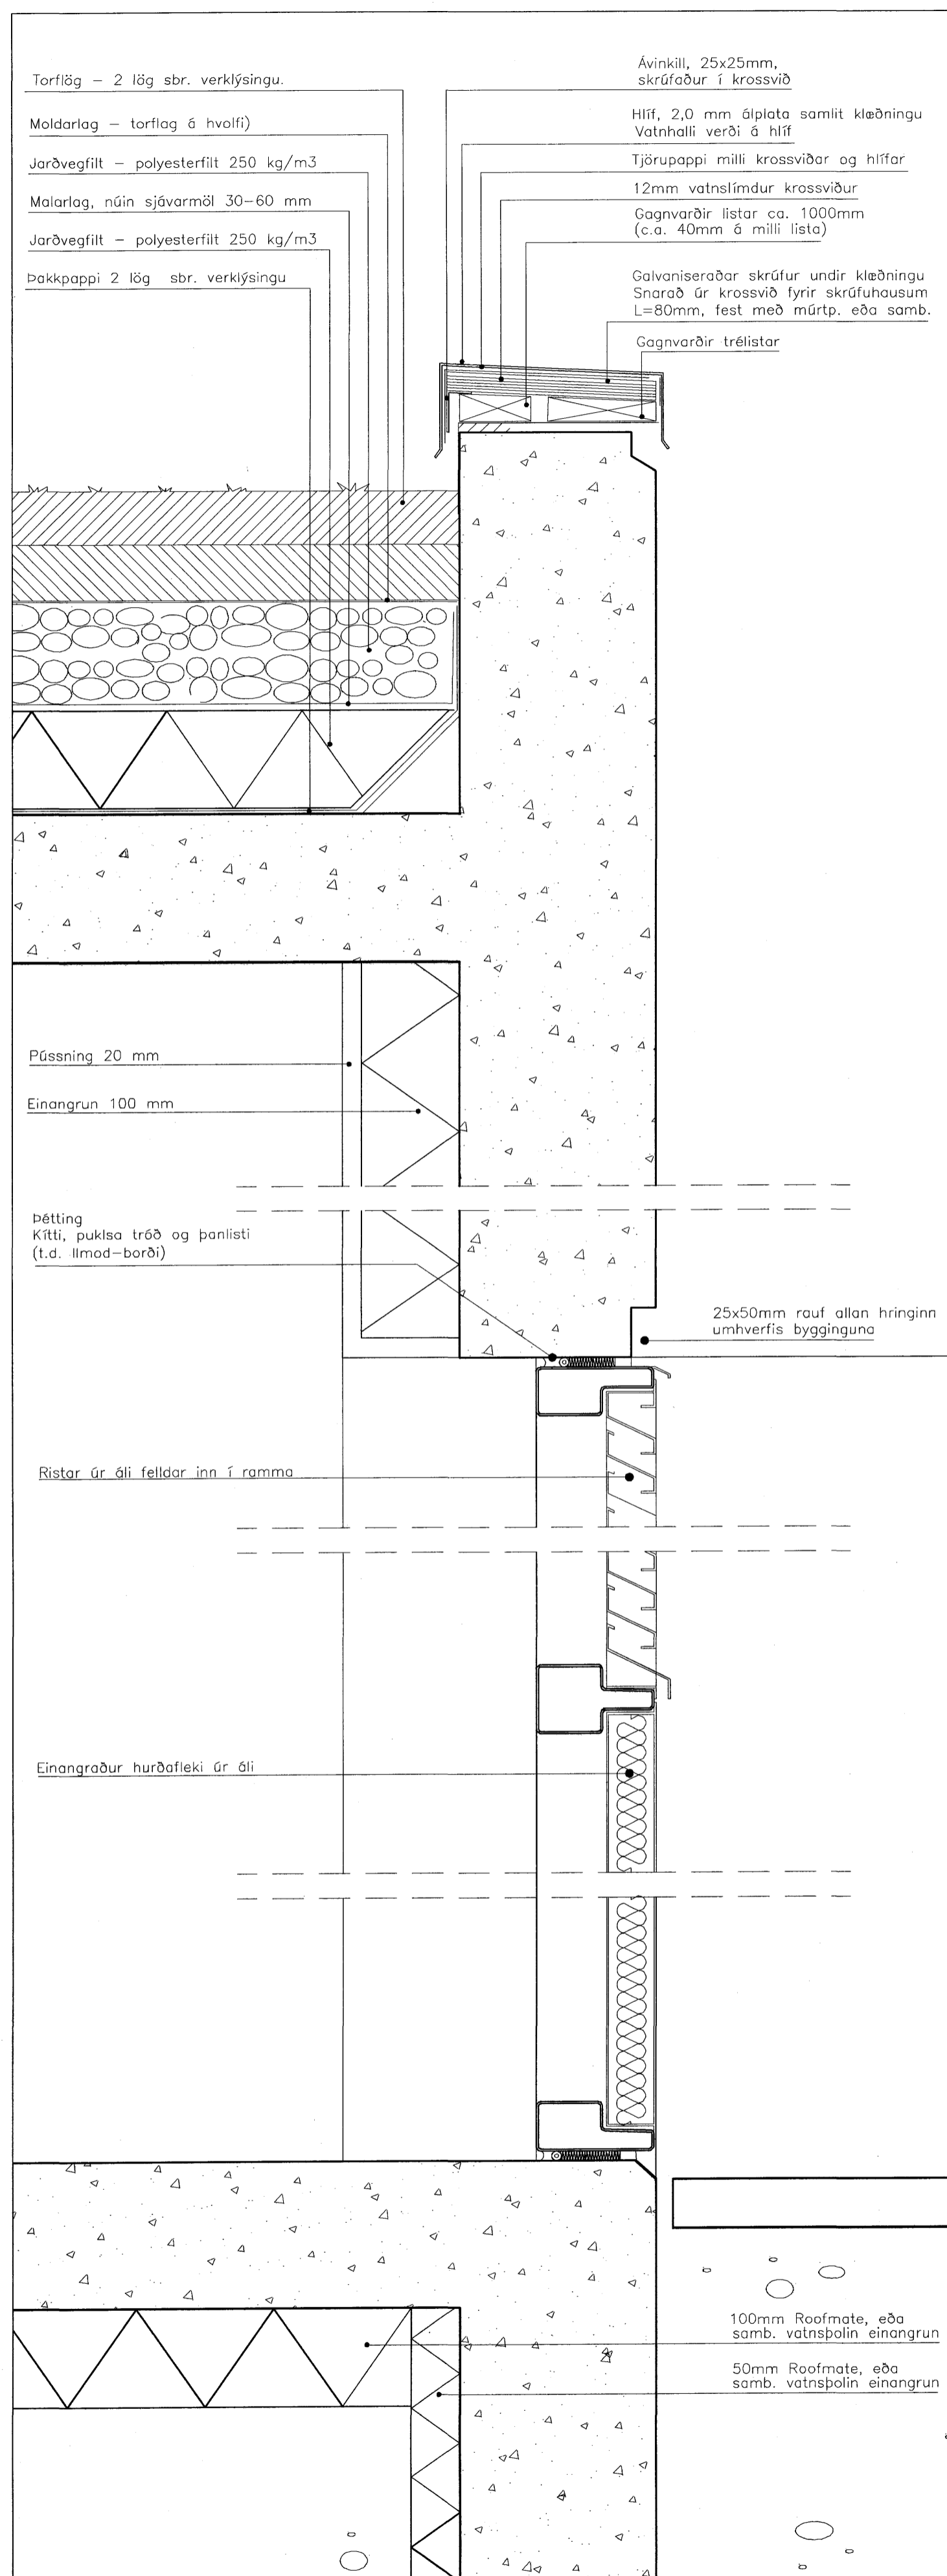 Torflög – 2 lög sbr. verklýsingu.
Moldarlag – torflag á hvolfi)
Jarðvegfilt – polyesterfilt 250 kg/m3
Malarlag, núin sjávarmöl 30–60 mm
Jarðvegfilt – polyesterfilt 250 kg/m3
Þakkpappi 2 lög sbr. verklýsingu
Ávinkill, 25x25mm,
skrúfaður í krossvið
Hlíf, 2,0 mm álplata samlit klæðningu
Vatnhalli verði á hlíf
Tjörupappi milli krossviðar og hlífar
12mm vatnslímdur krossviður
Gagnvarðir listar ca. 1000mm
(c.a. 40mm á milli lista)
Galvaniseraðar skrúfur undir klæðningu
Snarað úr krossvið fyrir skrúfuhausum
L=80mm, fest með múrtp. eða samb.
Gagnvarðir trélistar
Pússning 20 mm
Einangrun 100 mm
Þétting
Kítti, puklsa tróð og þanlisti
(t.d. Ilmod–borði)
25x50mm rauf allan hringinn
umhverfis bygginguna
Ristar úr áli felldar inn í ramma
Einangraður hurðafleki úr áli
100mm Roofmate, eða
samb. vatnsþolin einangrun
50mm Roofmate, eða
samb. vatnsþolin einangrun